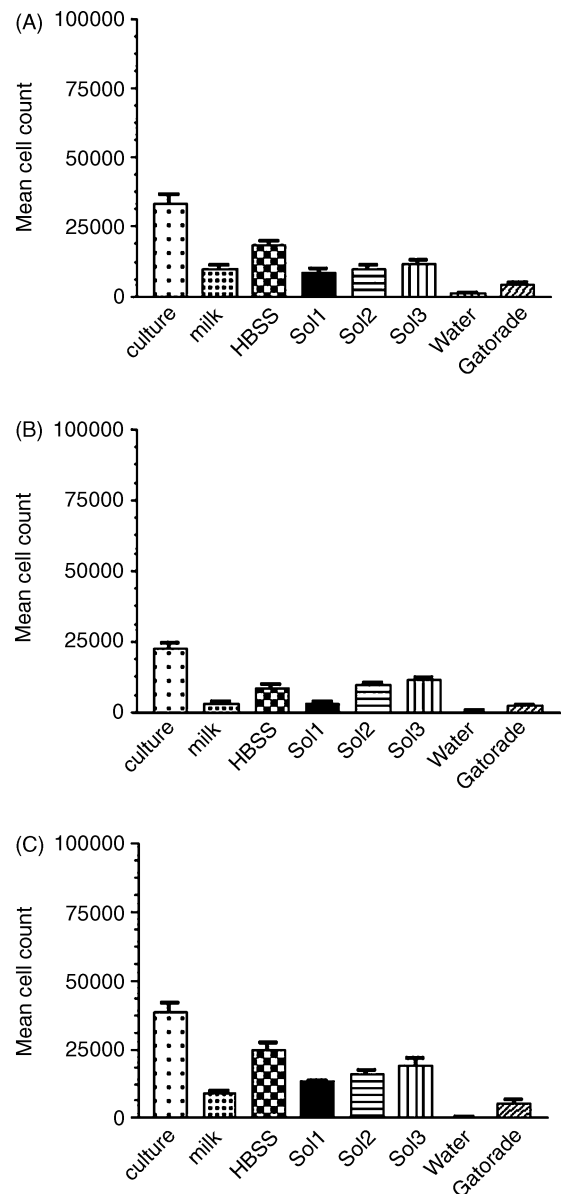 (A)
100000
75000
50000
25000
0
Mean cell count
culture
milk
HBSS
Sol1
Sol2
Sol3
Water
Gatorade
(B)
100000
75000
50000
25000
0
Mean cell count
culture
milk
HBSS
Sol1
Sol2
Sol3
Water
Gatorade
(C)
100000
75000
50000
25000
0
Mean cell count
culture
milk
HBSS
Sol1
Sol2
Sol3
Water
Gatorade